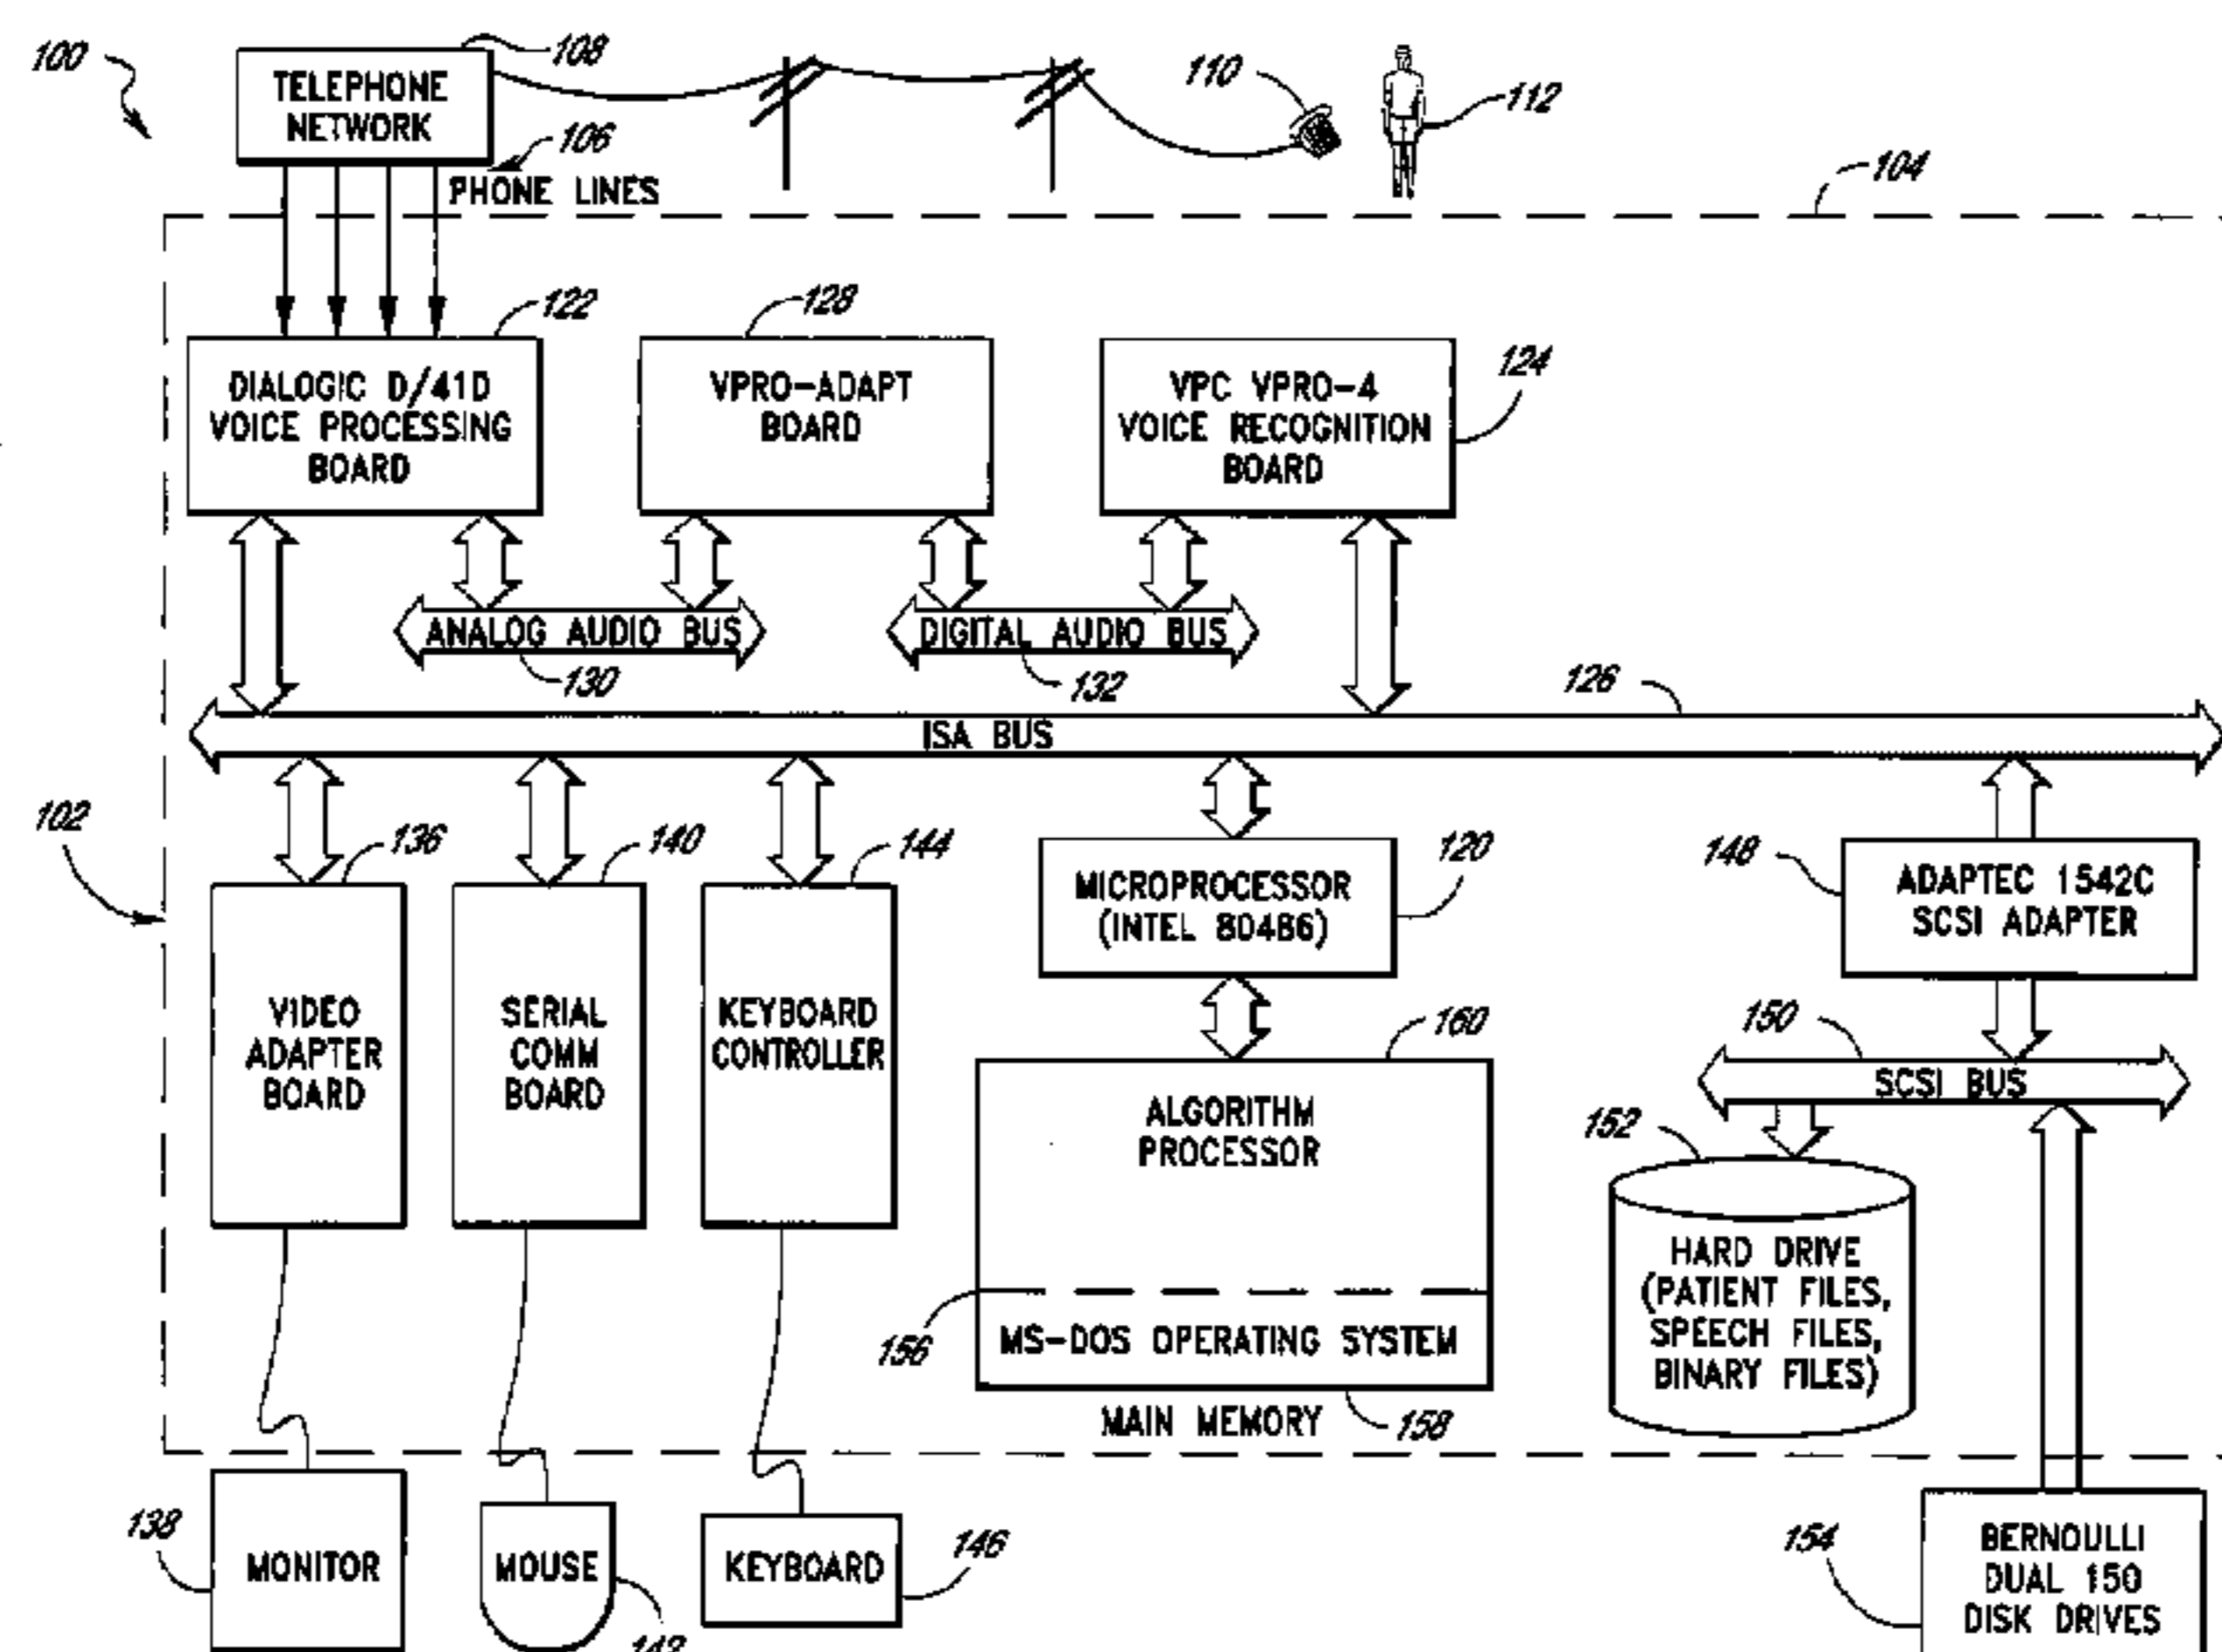 100
108
TELEPHONE
NETWORK
110
112
106
PHONE LINES
104
122
128
124
DIALOGIC D/41D
VOICE PROCESSING
BOARD
VPRO-ADAPT
BOARD
VPC VPRO-4
VOICE RECOGNITION
BOARD
ANALOG AUDIO BUS
DIGITAL AUDIO BUS
130
132
126
ISA BUS
102
136
140
144
120
148
MICROPROCESSOR
(INTEL 80486)
ADAPTEC 1542C
SCSI ADAPTER
VIDEO
ADAPTER
BOARD
SERIAL
COMM
BOARD
KEYBOARD
CONTROLLER
160
150
SCSI BUS
ALGORITHM
PROCESSOR
152
HARD DRIVE
(PATIENT FILES,
SPEECH FILES,
BINARY FILES)
156
MS-DOS OPERATING SYSTEM
MAIN MEMORY
158
138
MONITOR
MOUSE
KEYBOARD
146
154
BERNOULLI
DUAL 150
DISK DRIVES